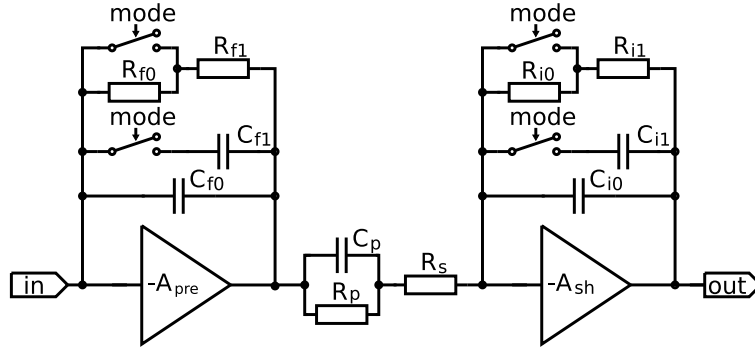 mode
mode
Rf1
Ri1
Rf0
Ri0
mode
mode
Cf1
Ci1
Cf0
Ci0
Cp
Rs
in
-Apre
Rp
-Ash
out